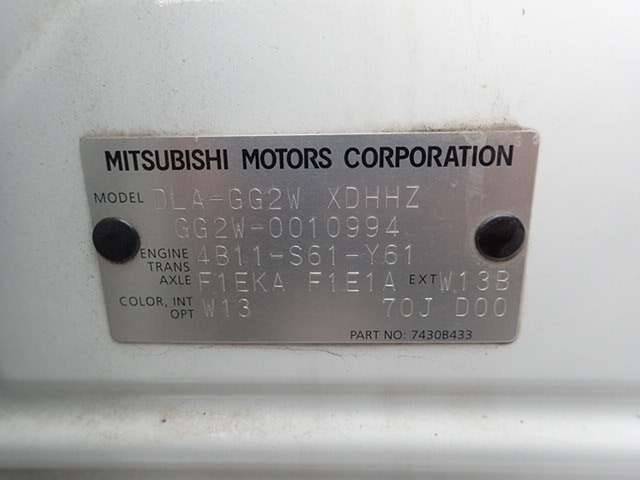 MITSUBISHI MOTORS CORPORATION
MODEL DLA-GG2W XDHHZ
GG2W-0010994
ENGINE 4B11-S61-Y61
TRANS
AXLE F1EKA F1E1A EXT W13B
COLOR, INT W13 70J D00
OPT
PART NO: 7430B433